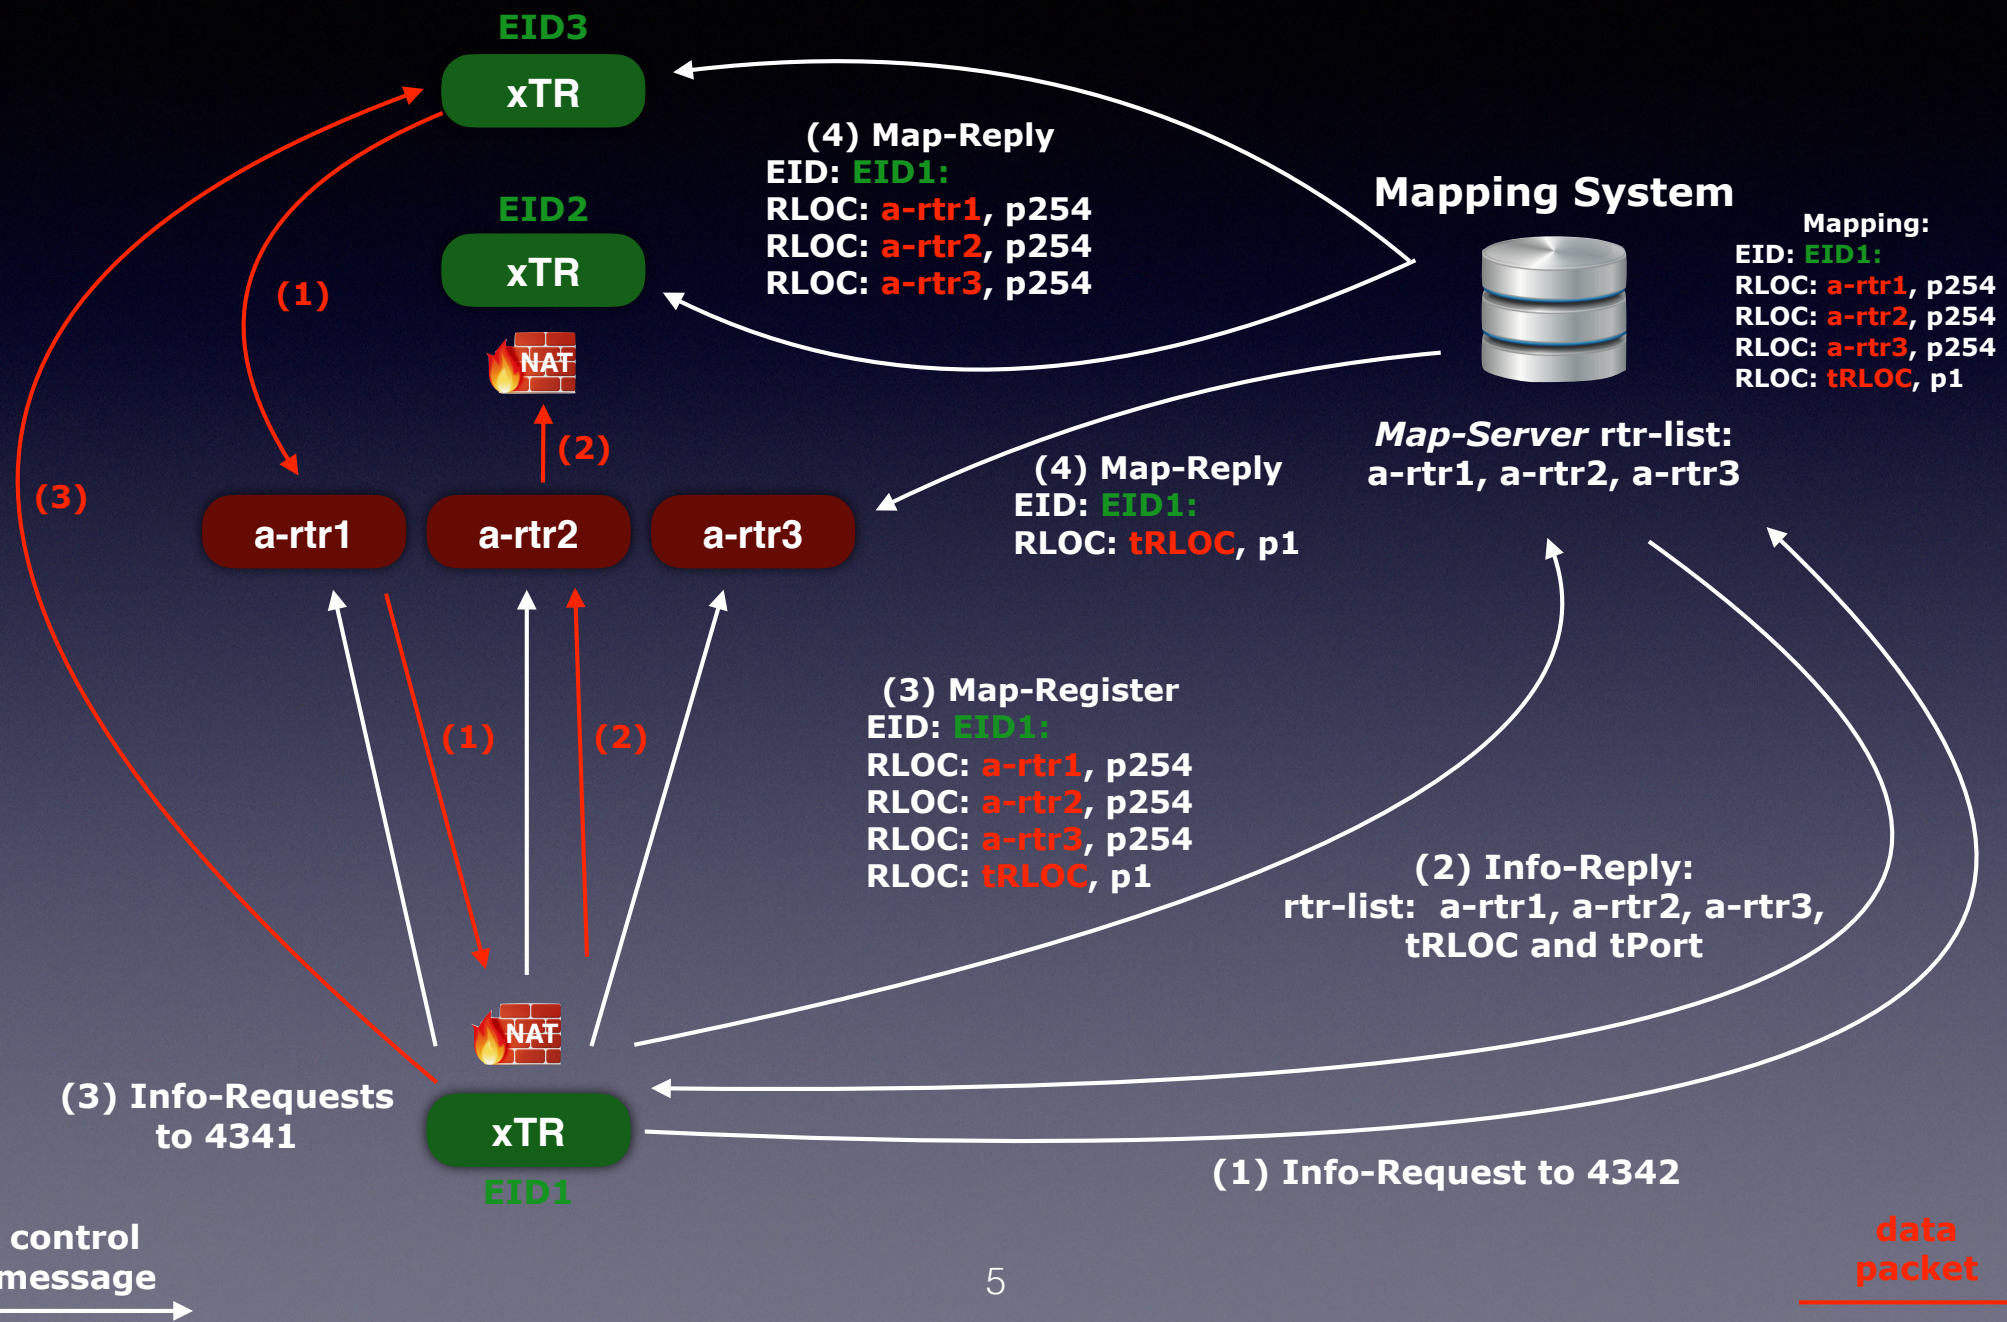 EID3
xTR
(4) Map-Reply
EID: EID1:
RLOC: a-rtr1, p254
RLOC: a-rtr2, p254
RLOC: a-rtr3, p254
Mapping System
Mapping:
EID: EID1:
RLOC: a-rtr1, p254
RLOC: a-rtr2, p254
RLOC: a-rtr3, p254
RLOC: tRLOC, p1
EID2
xTR
(1)
NAT
(2)
(3)
Map-Server rtr-list:
a-rtr1, a-rtr2, a-rtr3
(4) Map-Reply
EID: EID1:
RLOC: tRLOC, p1
a-rtr1
a-rtr2
a-rtr3
(3) Map-Register
EID: EID1:
RLOC: a-rtr1, p254
RLOC: a-rtr2, p254
RLOC: a-rtr3, p254
RLOC: tRLOC, p1
(1)
(2)
(2) Info-Reply:
rtr-list: a-rtr1, a-rtr2, a-rtr3,
tRLOC and tPort
NAT
(3) Info-Requests
to 4341
xTR
EID1
(1) Info-Request to 4342
control
message
5
data
packet